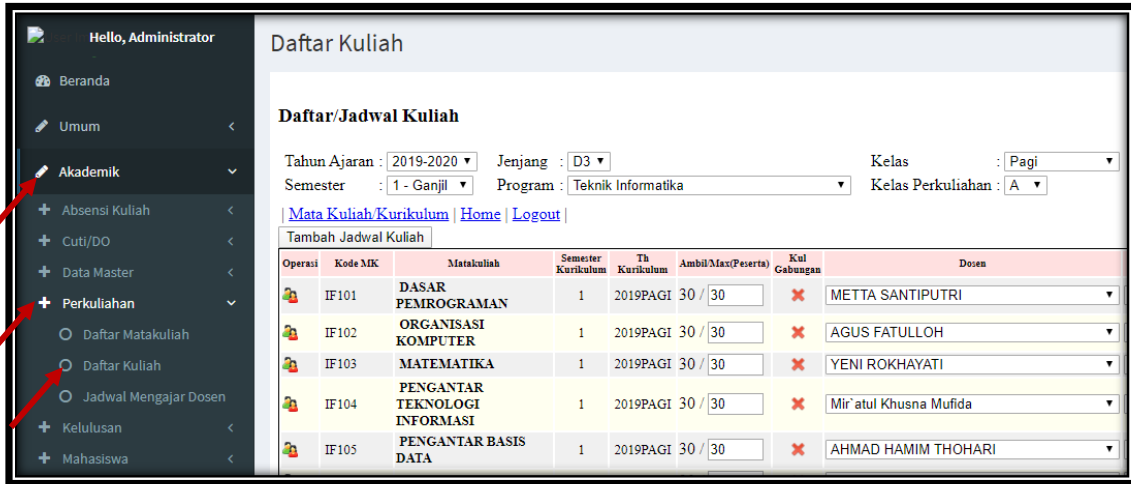 Hello, Administrator
Beranda
Umum
Akademik
Absensi Kuliah
Cuti/DO
Data Master
Perkuliahan
Daftar Matakuliah
Daftar Kuliah
Jadwal Mengajar Dosen
Kelulusan
Mahasiswa
Daftar Kuliah
Daftar/Jadwal Kuliah
Tahun Ajaran : 2019-2020 Jenjang : D3 Kelas : Pagi
Semester : 1 - Ganjil Program : Teknik Informatika Kelas Perkuliahan : A
| Mata Kuliah/Kurikulum | Home | Logout |
Tambah Jadwal Kuliah
Operasi Kode MK Matakuliah Semester Kurikulum Th Kurikulum Ambil/Max(Peserta) Kul Gabungan Dosen
IF101 DASAR PEMROGRAMAN 1 2019PAGI 30 / 30 METTA SANTIPUTRI
IF102 ORGANISASI KOMPUTER 1 2019PAGI 30 / 30 AGUS FATULLOH
IF103 MATEMATIKA 1 2019PAGI 30 / 30 YENI ROKHAYATI
IF104 PENGANTAR TEKNOLOGI INFORMASI 1 2019PAGI 30 / 30 Mir`atul Khusna Mufida
IF105 PENGANTAR BASIS DATA 1 2019PAGI 30 / 30 AHMAD HAMIM THOHARI